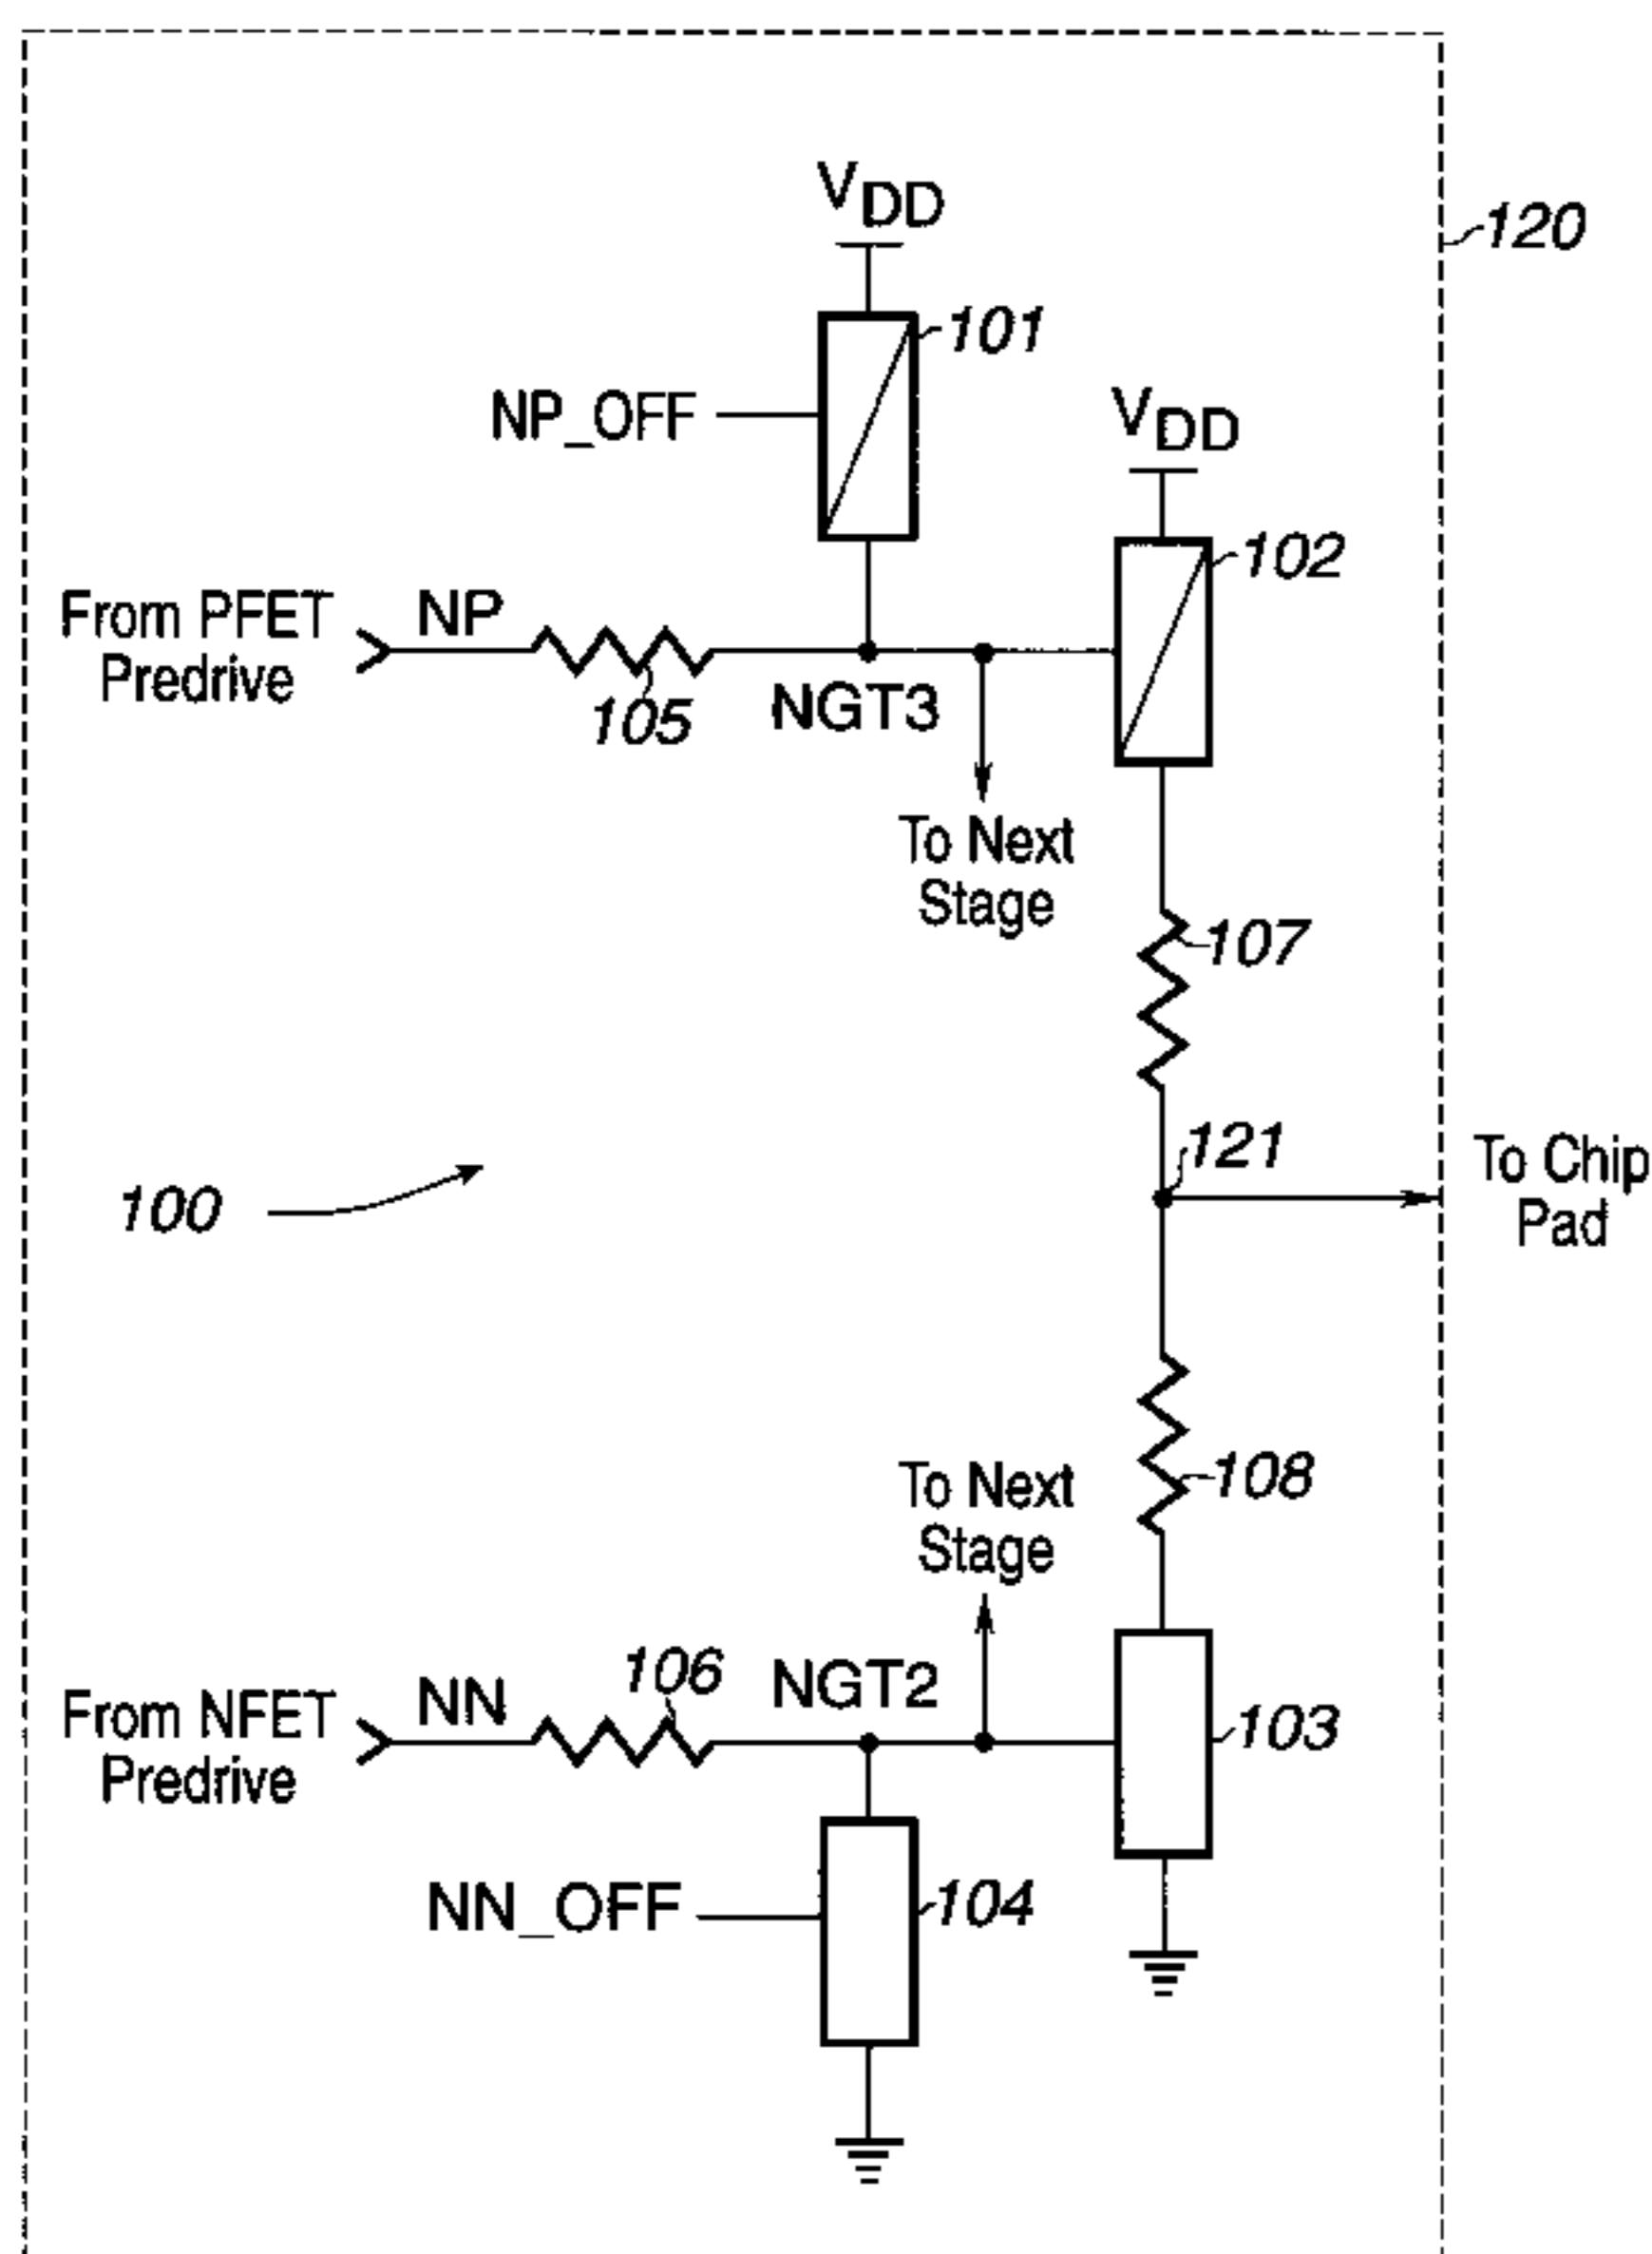 VDD
120
101
NP_OFF
VDD
102
From PFET
Predrive
NP
105
NGT3
To Next
Stage
107
121
To Chip
Pad
100
108
To Next
Stage
From NFET
Predrive
NN
106
NGT2
103
NN_OFF
104